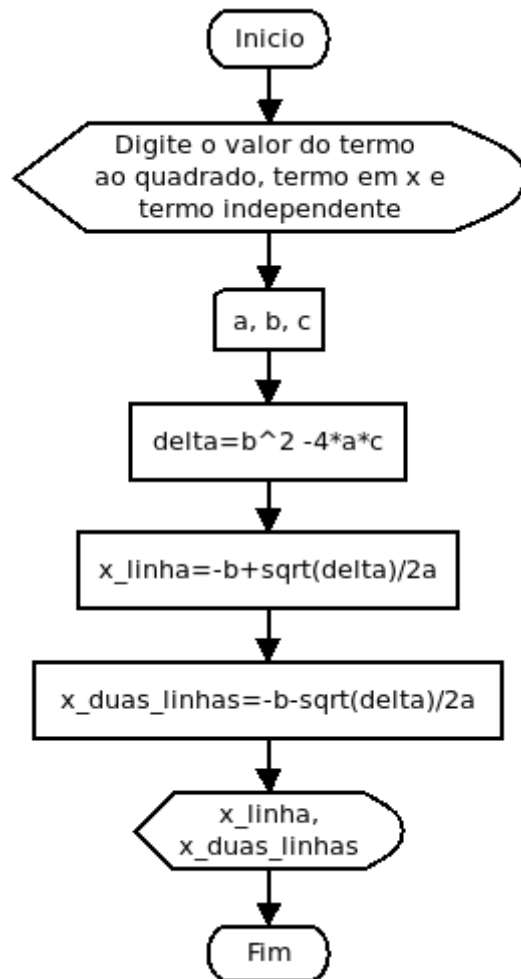 Inicio
Digite o valor do termo
ao quadrado, termo em x e
termo independente
a, b, c
delta=b^2 -4*a*c
x_linha=-b+sqrt(delta)/2a
x_duas_linhas=-b-sqrt(delta)/2a
x_linha,
x_duas_linhas
Fim